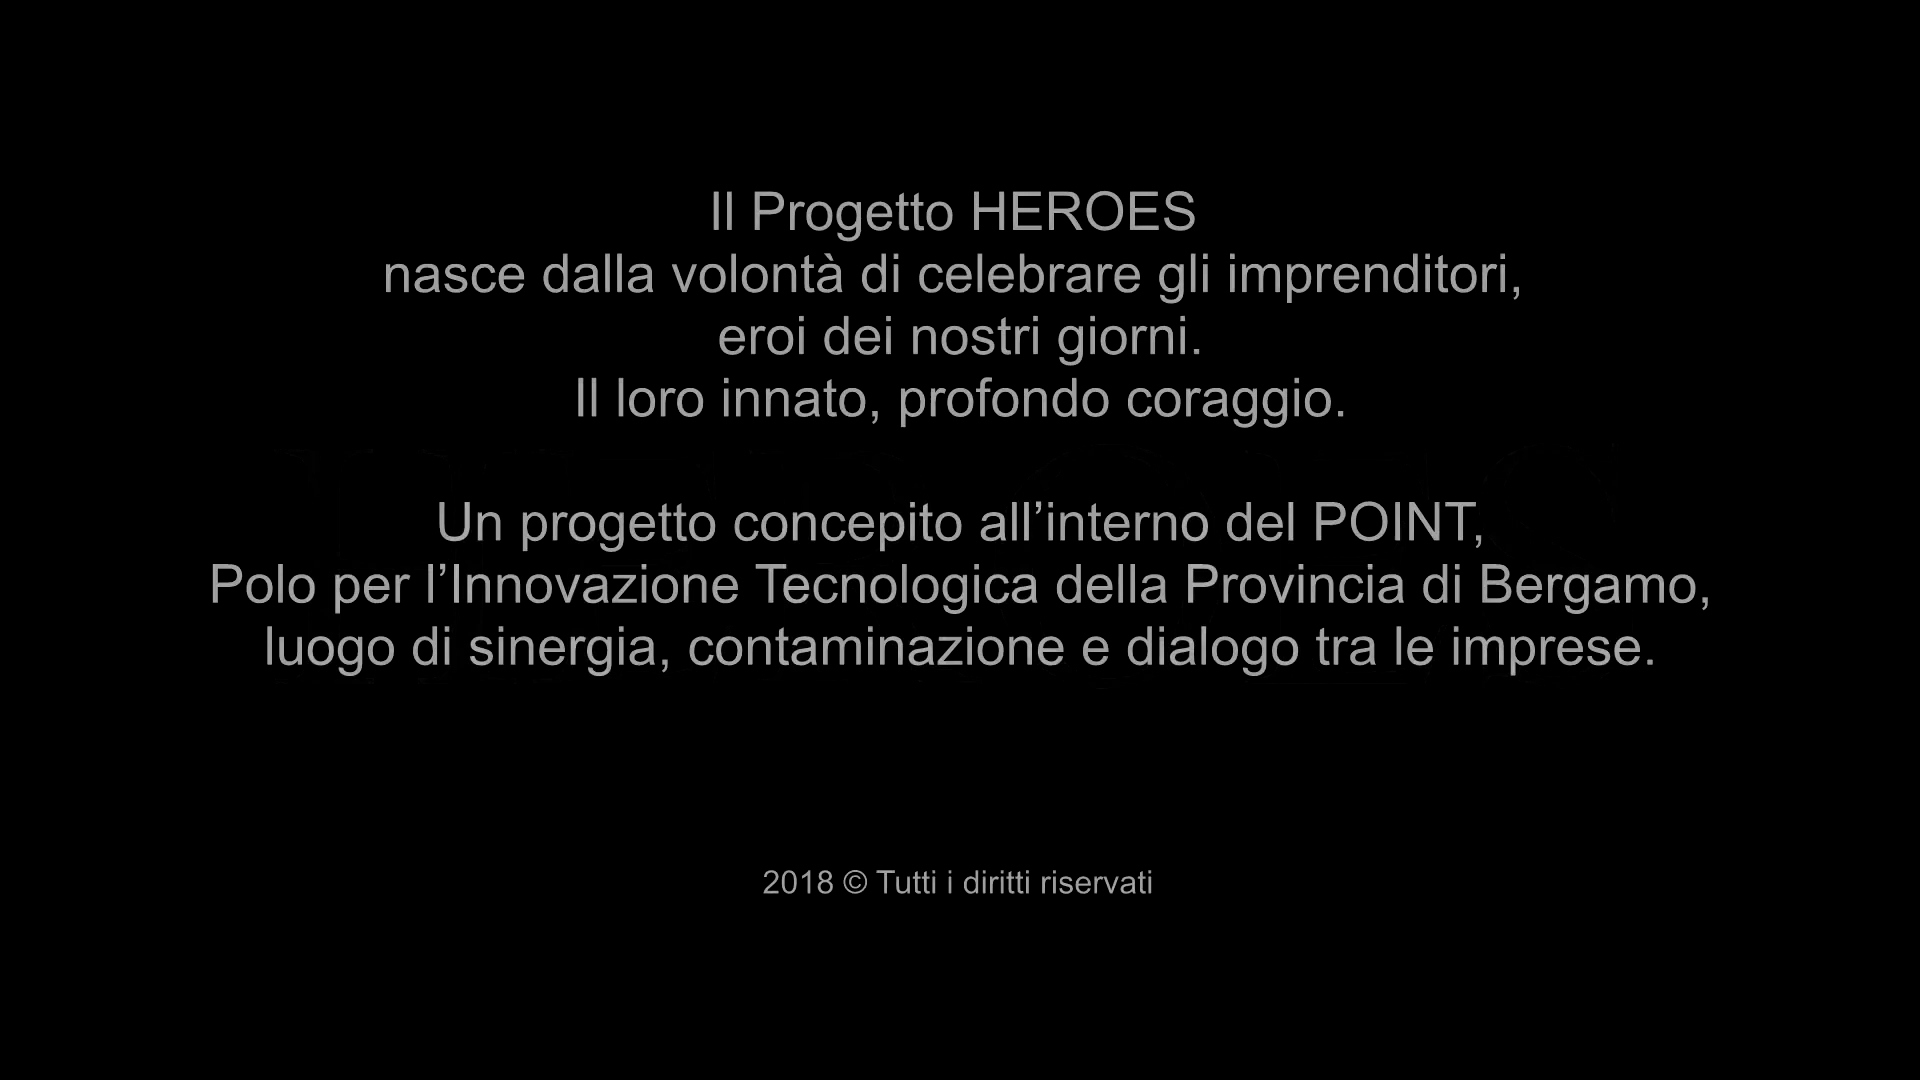 Il Progetto HEROES
nasce dalla volontà di celebrare gli imprenditori,
eroi dei nostri giorni.
Il loro innato, profondo coraggio.
Un progetto concepito all’interno del POINT,
Polo per l’Innovazione Tecnologica della Provincia di Bergamo,
luogo di sinergia, contaminazione e dialogo tra le imprese.
2018 © Tutti i diritti riservati